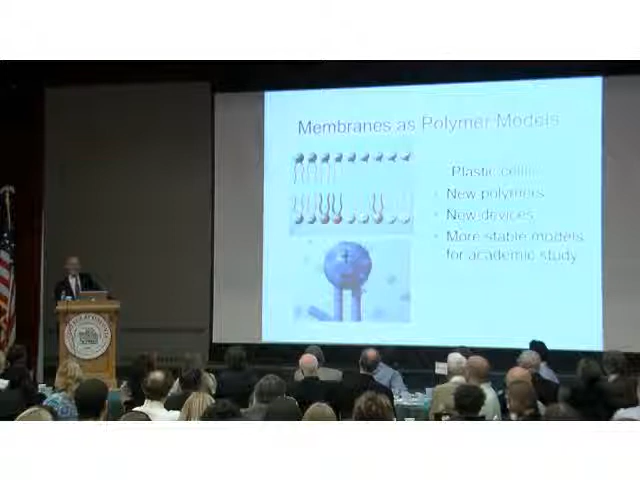 Membranes as Polymer Models
Plastic cells
New polymers
New devices
More stable models
for academic study